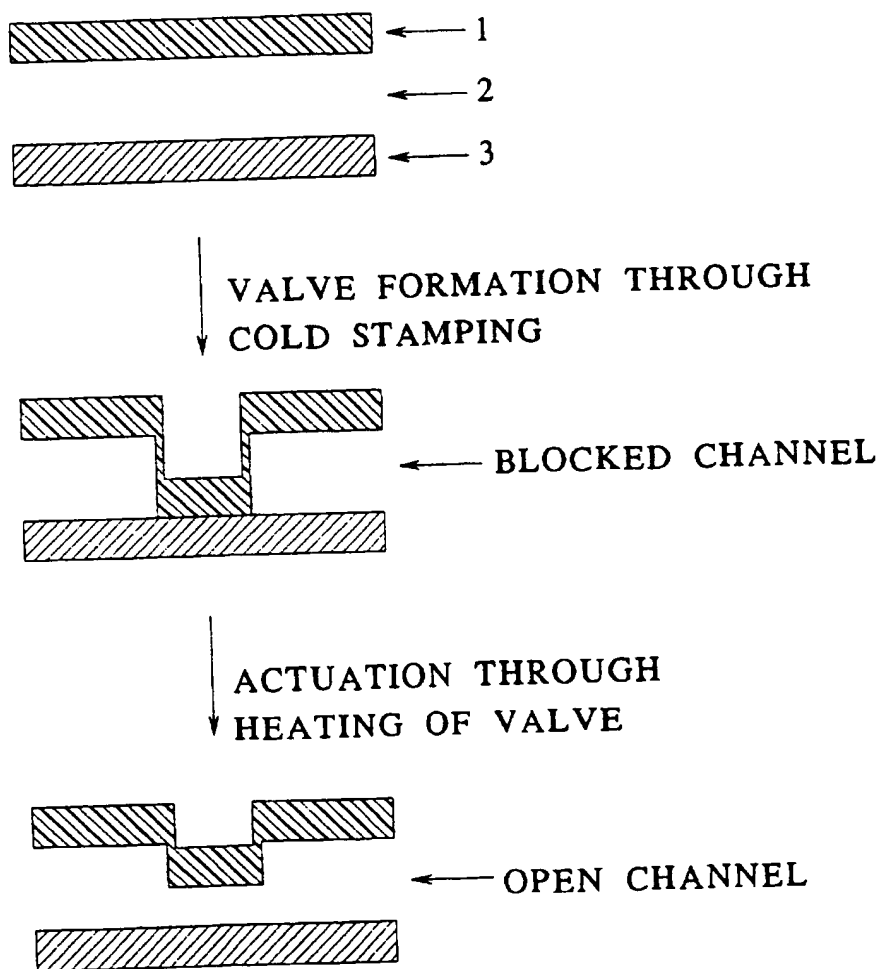 1
2
3
VALVE FORMATION THROUGH
COLD STAMPING
BLOCKED CHANNEL
ACTUATION THROUGH
HEATING OF VALVE
OPEN CHANNEL